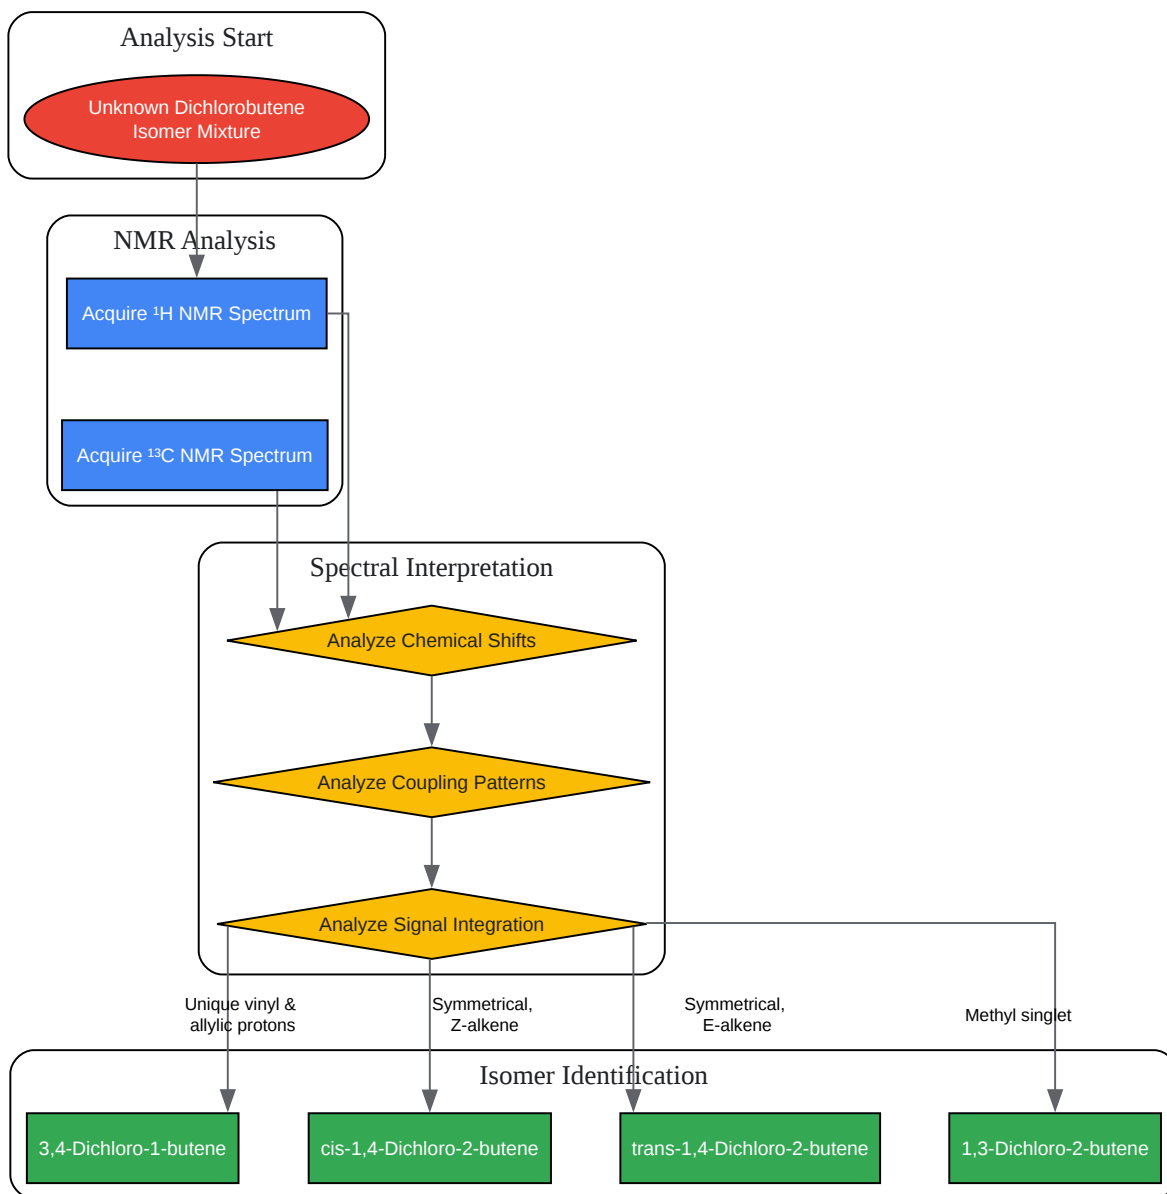 Analysis Start
Unknown Dichlorobutene
Isomer Mixture
NMR Analysis
Acquire ¹H NMR Spectrum
Acquire ¹³C NMR Spectrum
Spectral Interpretation
Analyze Chemical Shifts
Analyze Coupling Patterns
Analyze Signal Integration
Unique vinyl &
allylic protons
Symmetrical,
Z-alkene
Symmetrical,
E-alkene
Methyl singlet
Isomer Identification
3,4-Dichloro-1-butene
cis-1,4-Dichloro-2-butene
trans-1,4-Dichloro-2-butene
1,3-Dichloro-2-butene